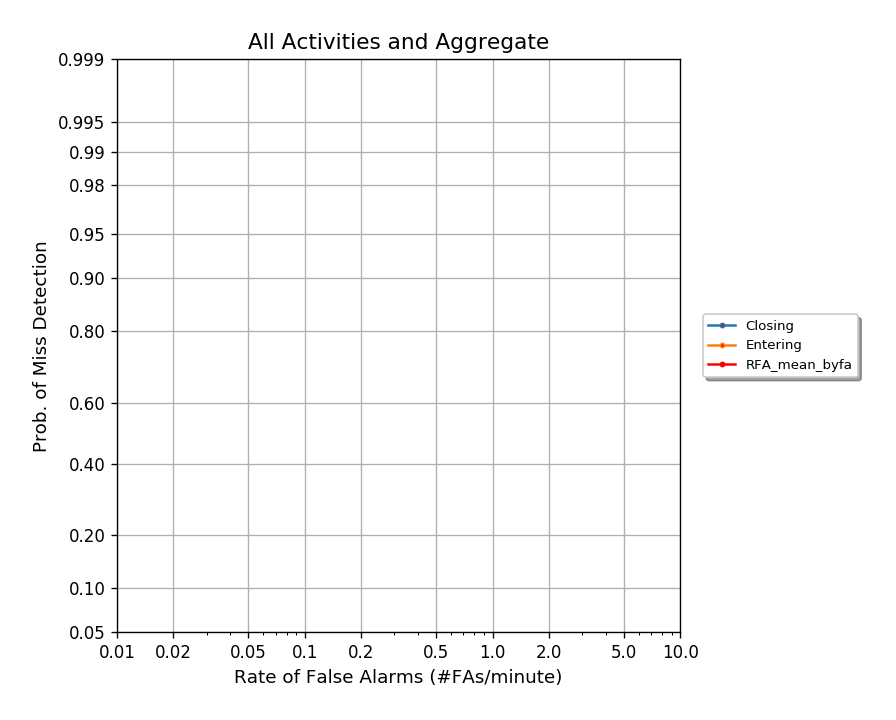 All Activities and Aggregate
0.999
0.995
0.99
0.98
0.95
0.90
0.80
0.60
0.40
0.20
0.10
0.05
Prob. of Miss Detection
0.01 0.02 0.05 0.1 0.2 0.5 1.0 2.0 5.0 10.0
Rate of False Alarms (#FAs/minute)
Closing
Entering
RFA_mean_byfa